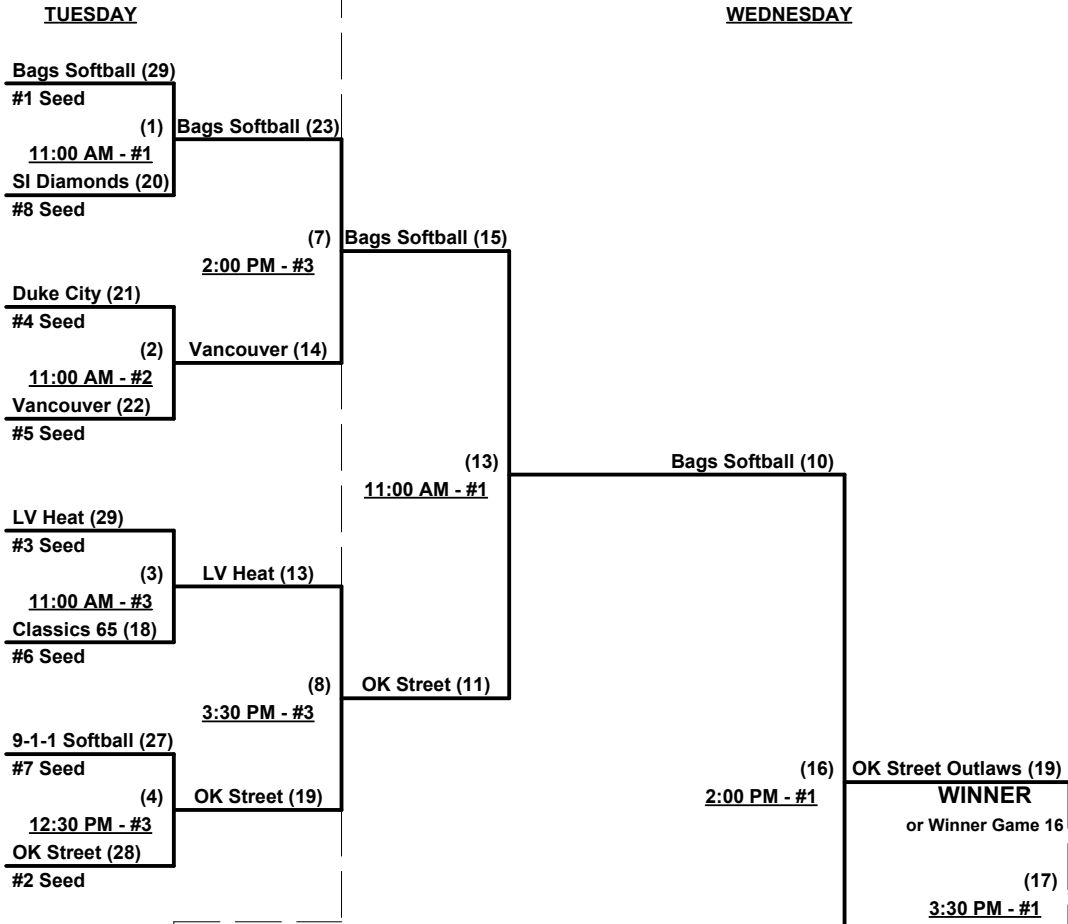 TUESDAY
WEDNESDAY
Bags Softball (29)
#1 Seed
(1)
Bags Softball (23)
11:00 AM - #1
SI Diamonds (20)
#8 Seed
(7)
Bags Softball (15)
2:00 PM - #3
Duke City (21)
#4 Seed
(2)
Vancouver (14)
11:00 AM - #2
Vancouver (22)
#5 Seed
(13)
Bags Softball (10)
11:00 AM - #1
LV Heat (29)
#3 Seed
(3)
LV Heat (13)
11:00 AM - #3
Classics 65 (18)
#6 Seed
(8)
OK Street (11)
3:30 PM - #3
9-1-1 Softball (27)
#7 Seed
(16)
OK Street Outlaws (19)
(4)
OK Street (19)
2:00 PM - #1
WINNER
12:30 PM - #3
or Winner Game 16
OK Street (28)
#2 Seed
(17)
3:30 PM - #1